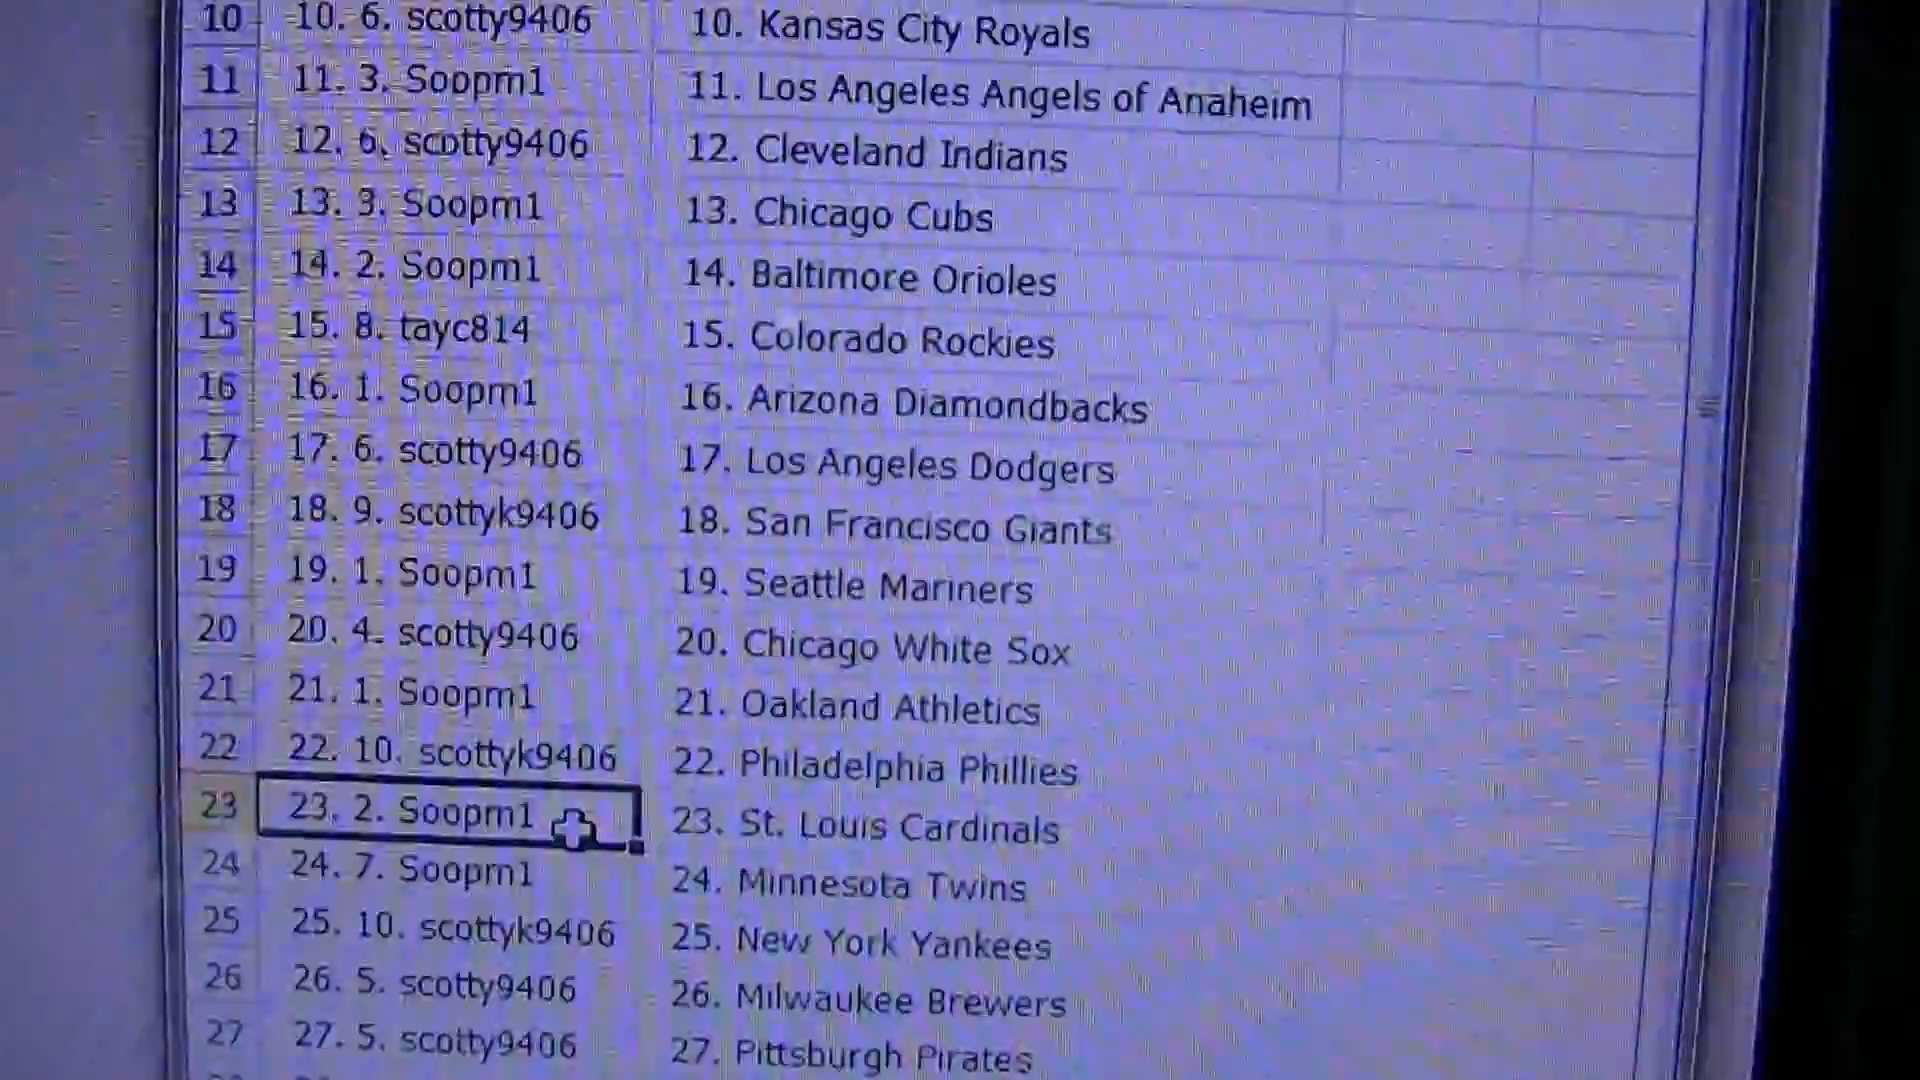 10 10. 6. scotty9406 10. Kansas City Royals
11 11. 3. Soopm1 11. Los Angeles Angels of Anaheim
12 12. 6. scotty9406 12. Cleveland Indians
13 13. 3. Soopm1 13. Chicago Cubs
14 14. 2. Soopm1 14. Baltimore Orioles
15 15. 8. tayc814 15. Colorado Rockies
16 16. 1. Soopm1 16. Arizona Diamondbacks
17 17. 6. scotty9406 17. Los Angeles Dodgers
18 18. 9. scottyk9406 18. San Francisco Giants
19 19. 1. Soopm1 19. Seattle Mariners
20 20. 4. scotty9406 20. Chicago White Sox
21 21. 1. Soopm1 21. Oakland Athletics
22 22. 10. scottyk9406 22. Philadelphia Phillies
23 23. 2. Soopm1 23. St. Louis Cardinals
24 24. 7. Soopm1 24. Minnesota Twins
25 25. 10. scottyk9406 25. New York Yankees
26 26. 5. scotty9406 26. Milwaukee Brewers
27 27. 5. scotty9406 27. Pittsburgh Pirates